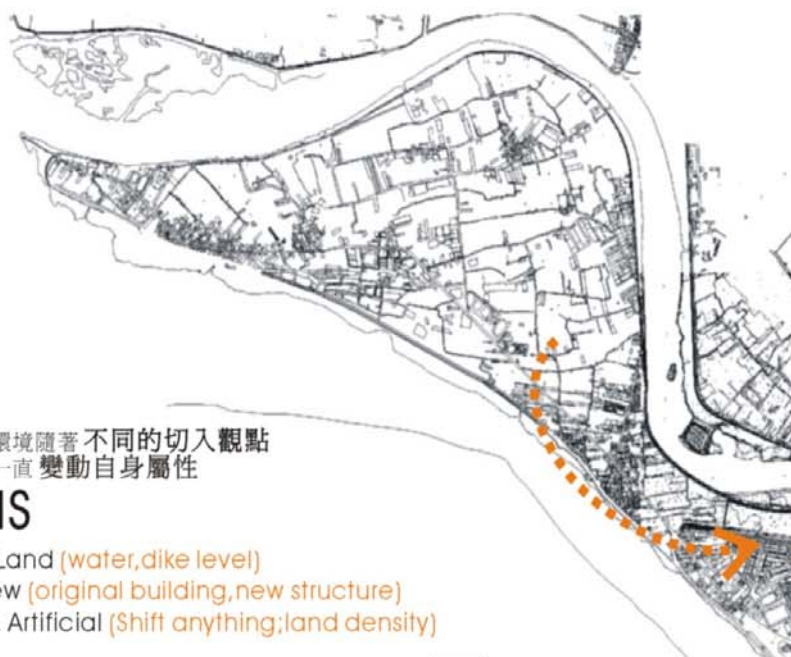 環境隨著 不同的切入觀點
一直 變動自身屬性
NS
Land (water,dike level)
ew (original building,new structure)
Artificial (Shift anything;land density)